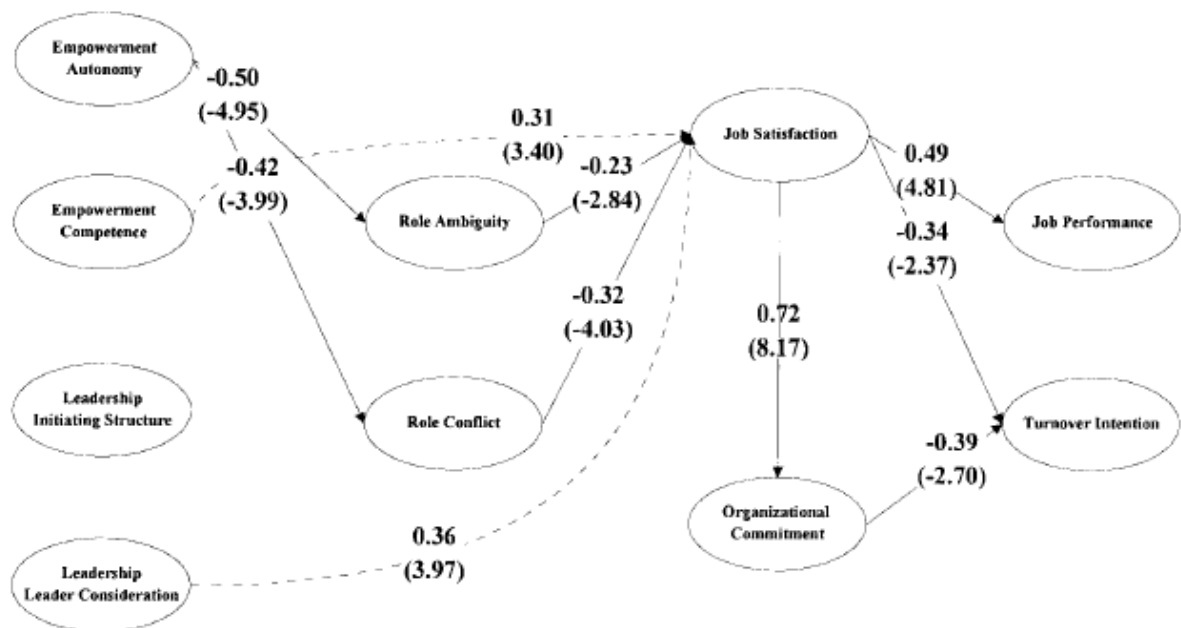 Empowerment
Autonomy
-0.50
(-4.95)
0.31
(3.40)
Job Satisfaction
0.49
(4.81)
-0.42
(-3.99)
-0.23
(-2.84)
Empowerment
Competence
Role Ambiguity
Job Performance
-0.34
(-2.37)
-0.32
(-4.03)
0.72
(8.17)
Leadership
Initiating Structure
Role Conflict
Turnover Intention
-0.39
(-2.70)
Organizational
Commitment
0.36
(3.97)
Leadership
Leader Consideration